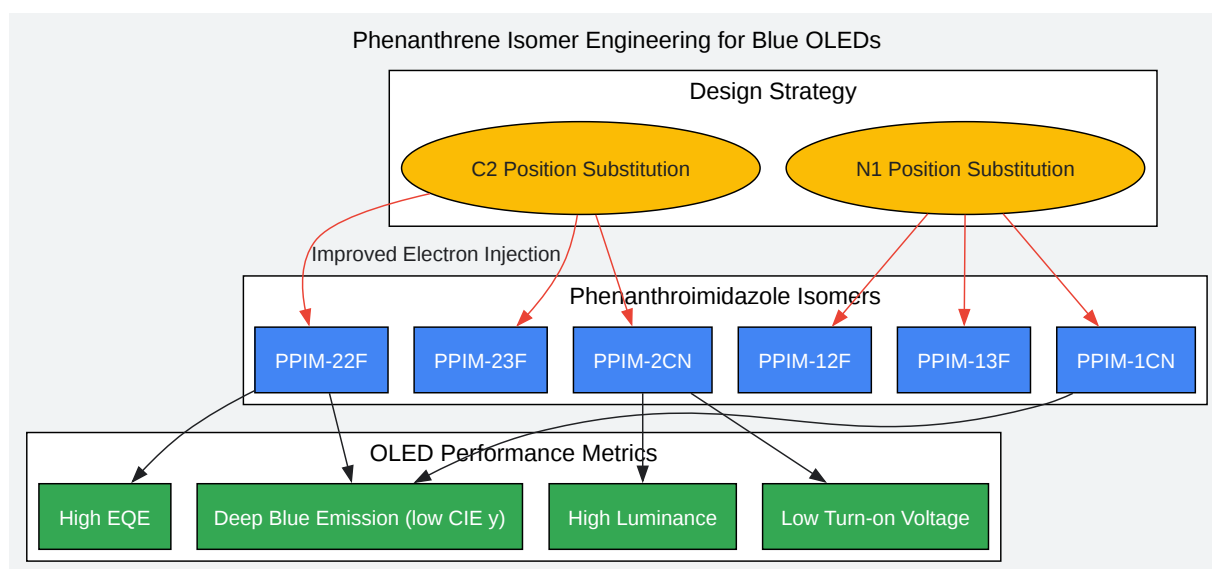 Phenanthrene Isomer Engineering for Blue OLEDs
Design Strategy
C2 Position Substitution
N1 Position Substitution
Improved Electron Injection
Phenanthroimidazole Isomers
PPIM-22F
PPIM-23F
PPIM-2CN
PPIM-12F
PPIM-13F
PPIM-1CN
OLED Performance Metrics
High EQE
Deep Blue Emission (low CIE y)
High Luminance
Low Turn-on Voltage